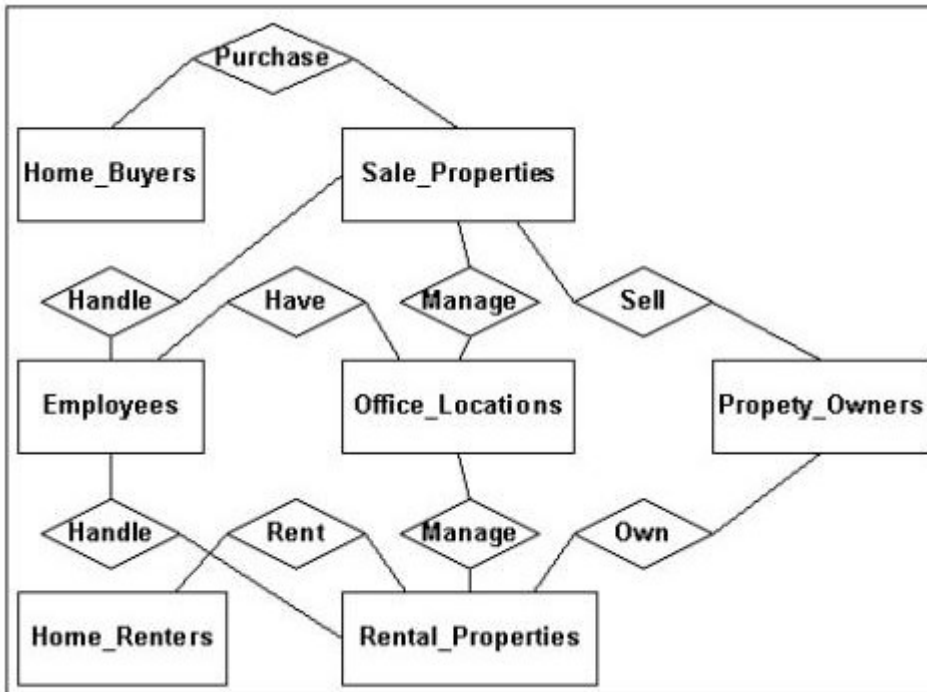 Purchase
Home_Buyers
Sale_Properties
Handle
Have
Manage
Sell
Employees
Office_Locations
Propety_Owners
Handle
Rent
Manage
Own
Home_Renters
Rental_Properties